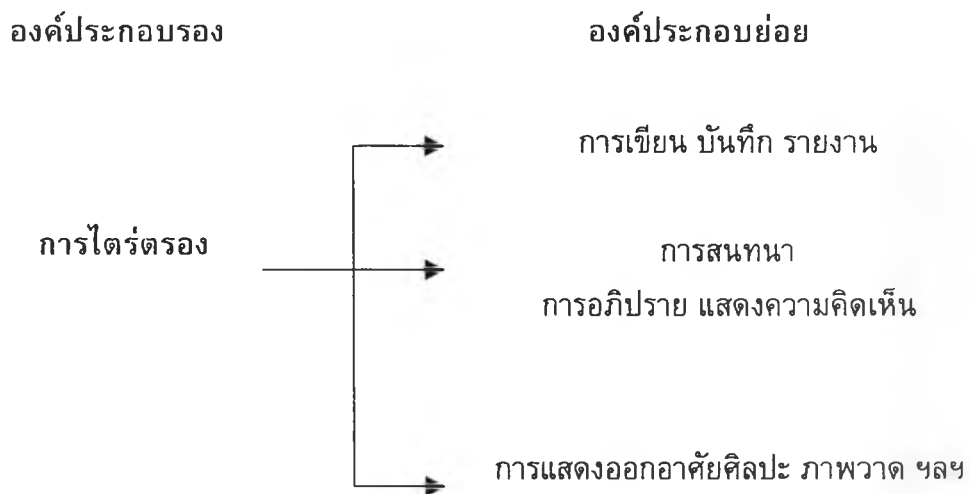 องค์ประกอบรอง องค์ประกอบย่อย
การเขียน บันทึก รายงาน
การไตร่ตรอง
การสนทนา
การอภิปราย แสดงความคิดเห็น
การแสดงออกอาศัยศิลปะ ภาพวาด ฯลฯ